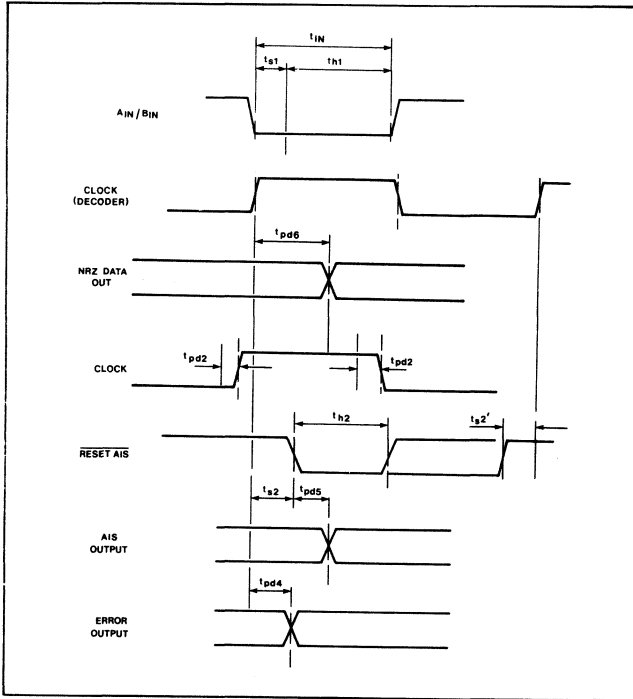 tIN
ts1 th1
AIN/BIN
CLOCK
(DECODER)
tpd6
NRZ DATA
OUT
tpd2
CLOCK
tpd2
th2
ts2'
RESET AIS
ts2 tpd5
AIS
OUTPUT
tpd4
ERROR
OUTPUT